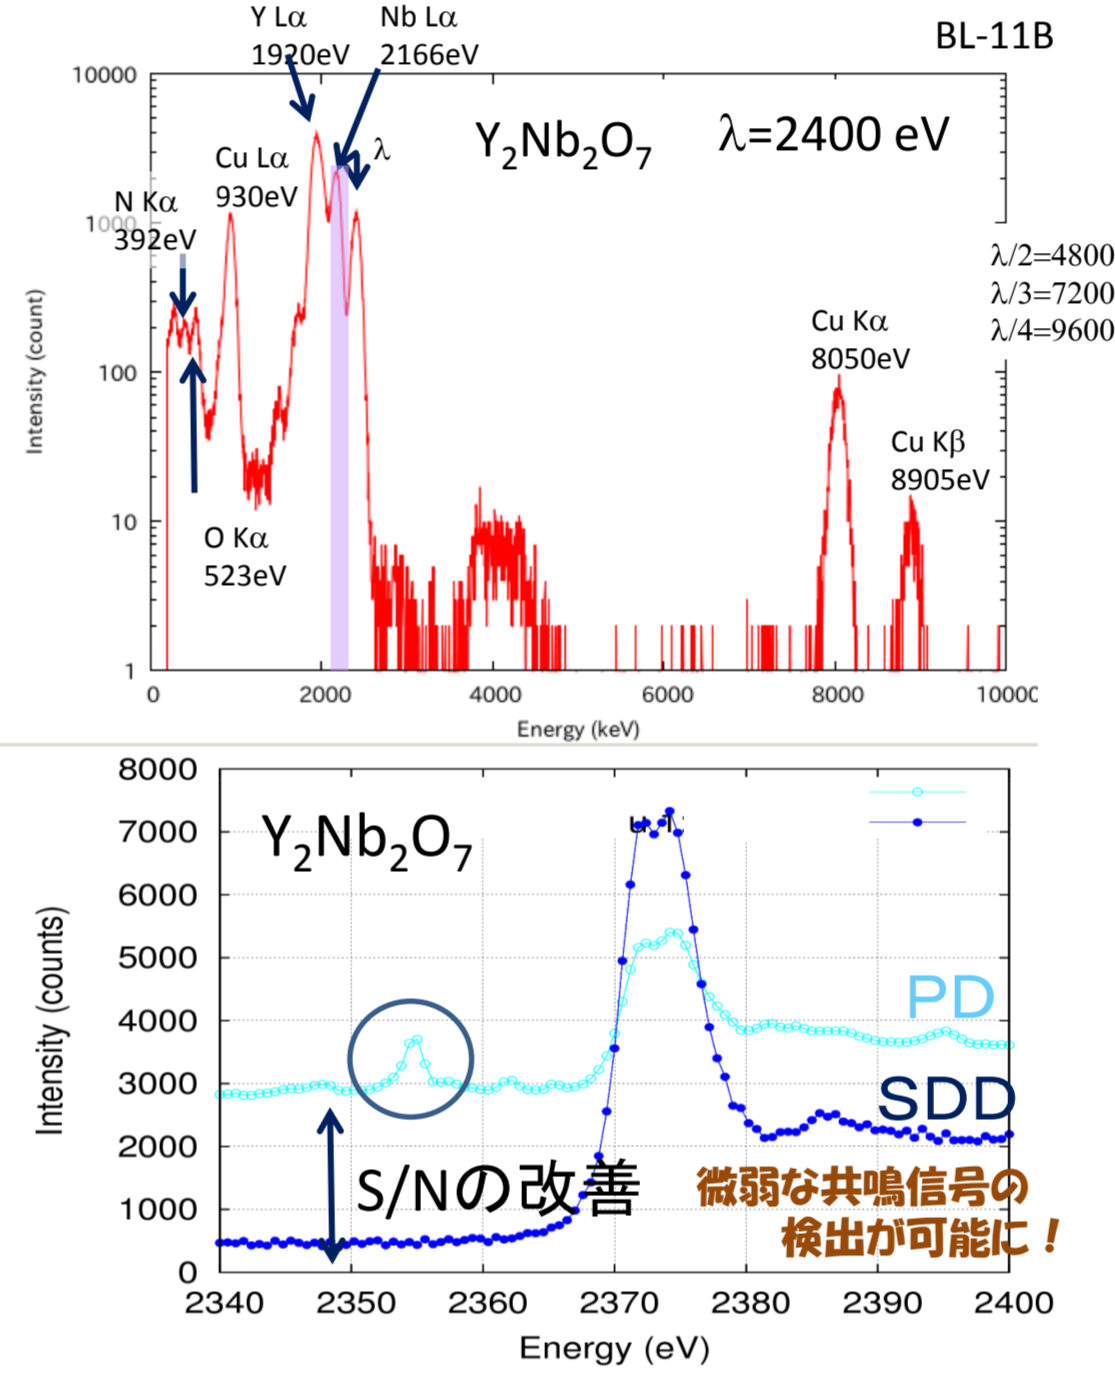 Y Lα
1920eV
Nb Lα
2166eV
BL-11B
10000
Y2Nb2O7
λ=2400 eV
λ
Cu Lα
930eV
N Kα
392eV
1000
λ/2=4800
λ/3=7200
λ/4=9600
Cu Kα
8050eV
100
Cu Kβ
8905eV
10
O Kα
523eV
1
Intensity (count)
0
2000
4000
6000
8000
10000
Energy (keV)
8000
7000
6000
5000
4000
3000
2000
1000
0
Y2Nb2O7
PD
SDD
S/Nの改善
微弱な共鳴信号の
検出が可能に！
Intensity (counts)
2340
2350
2360
2370
2380
2390
2400
Energy (eV)